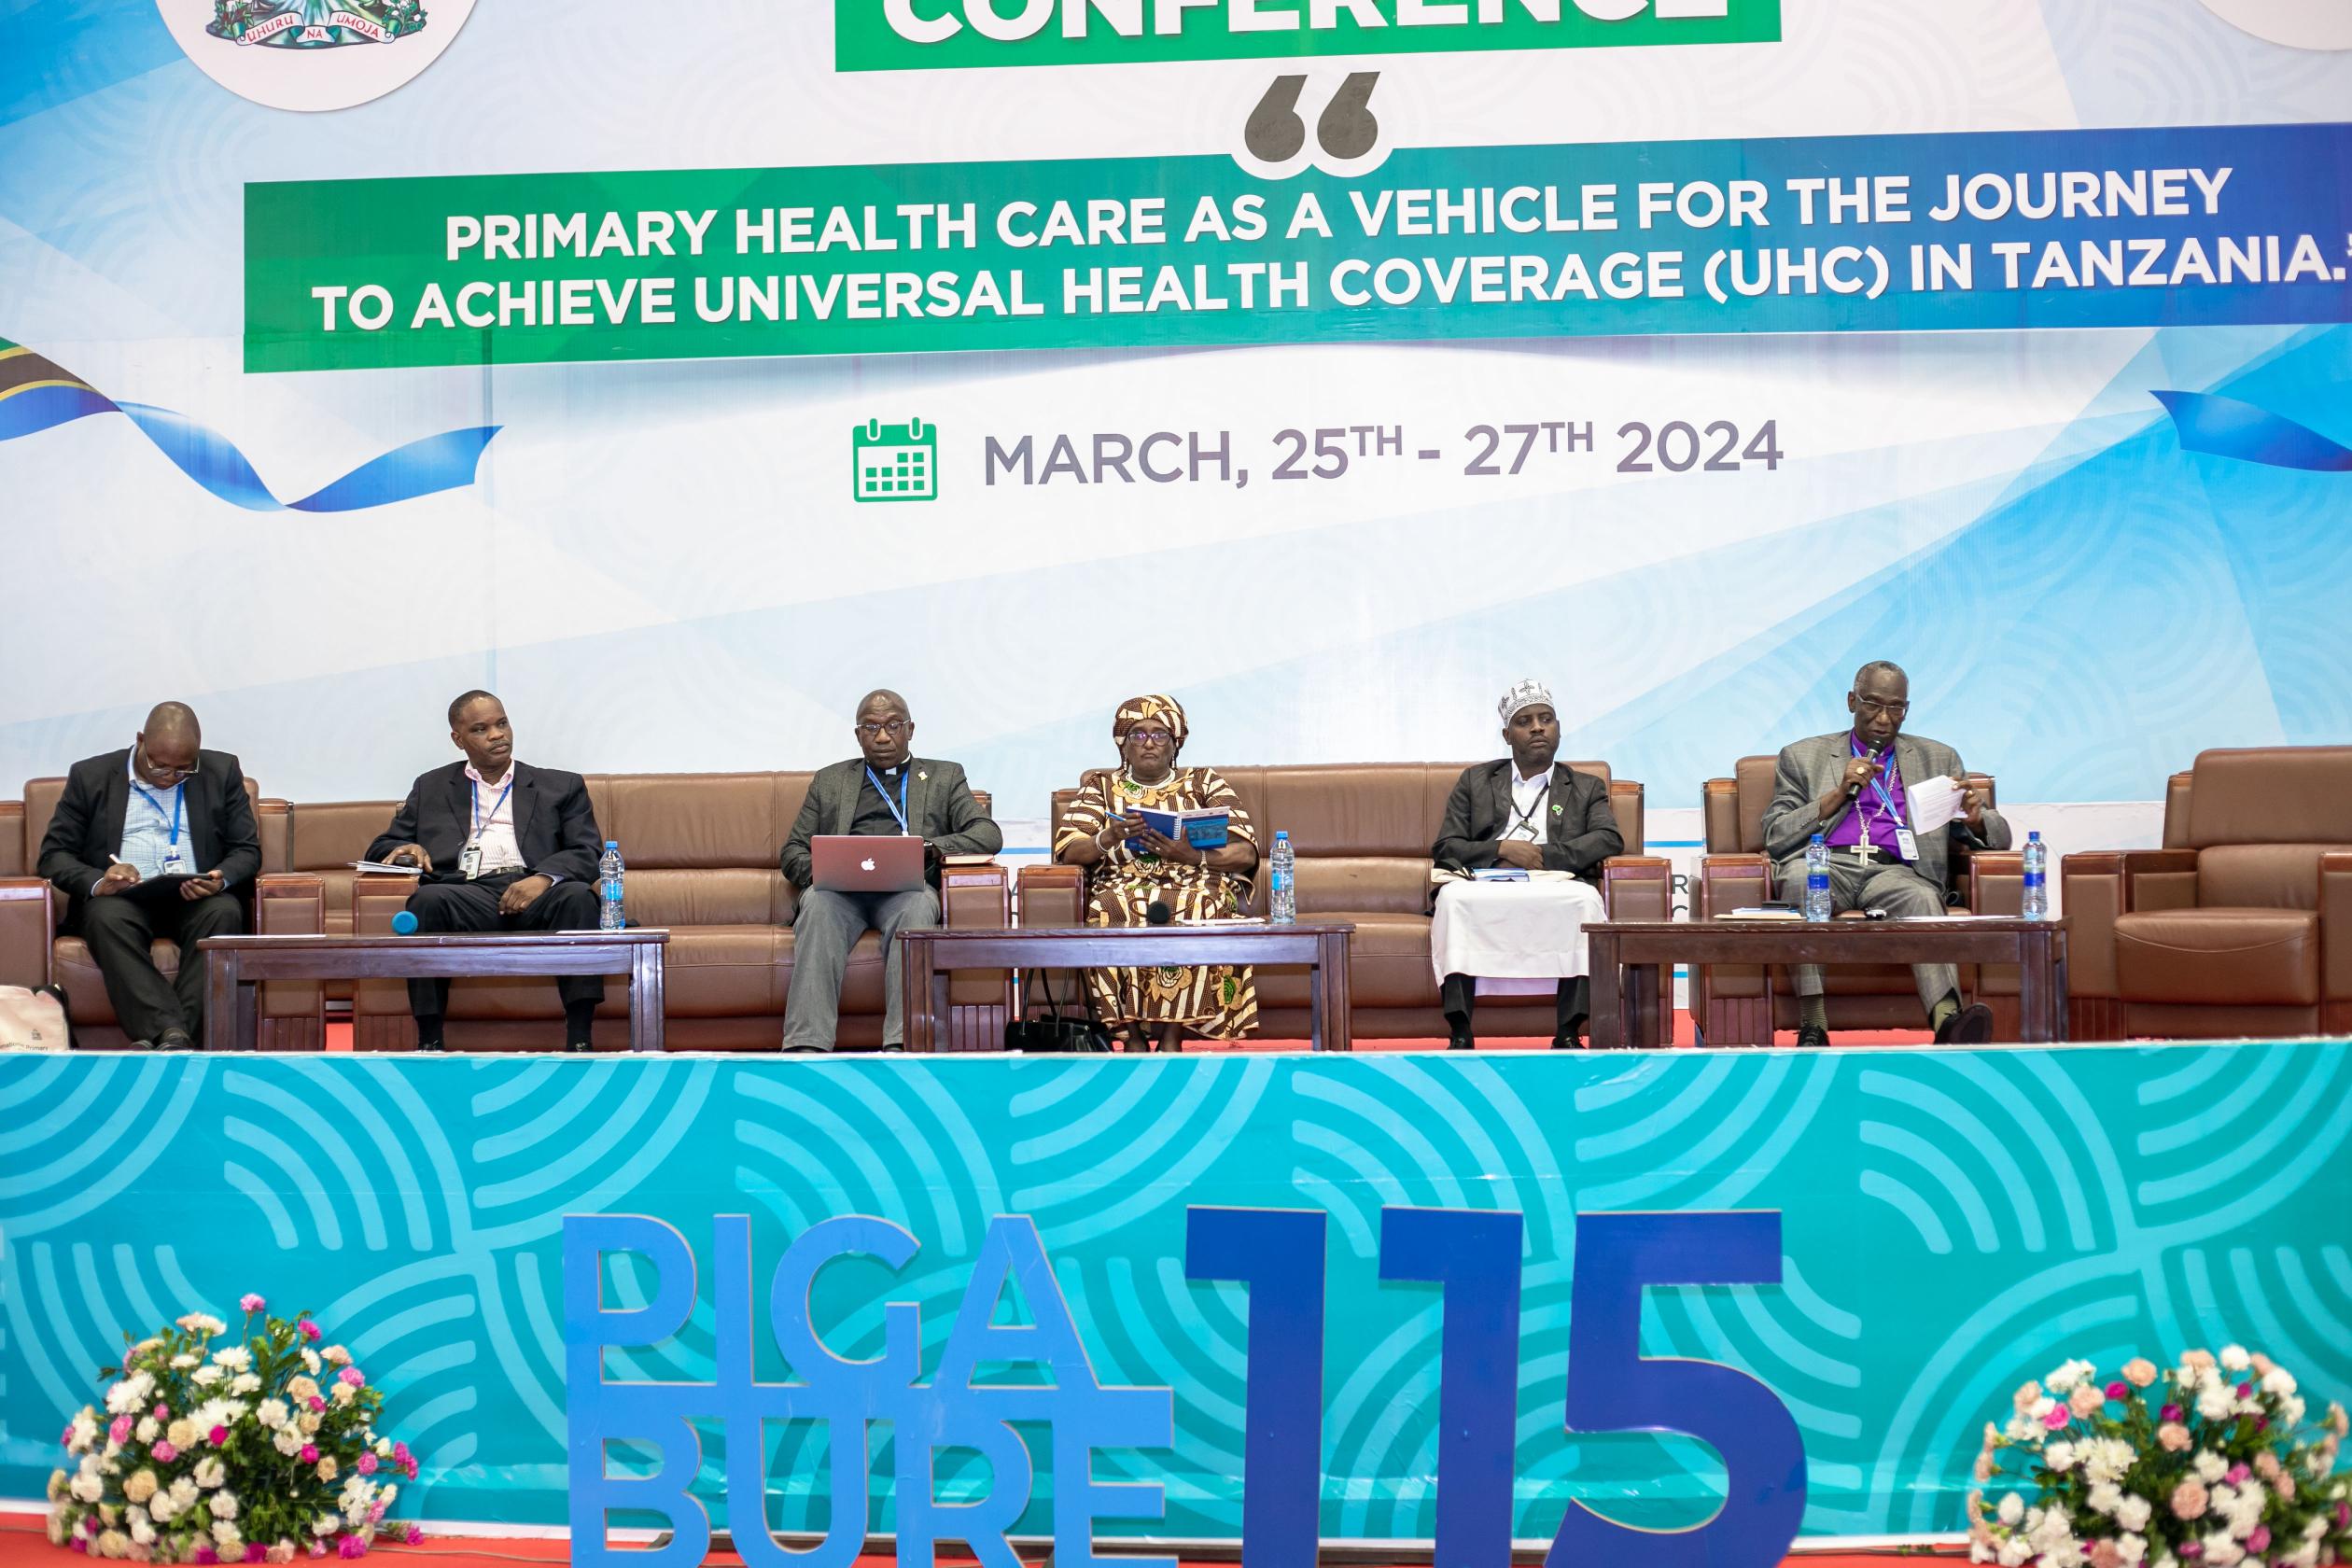 UHURU NA UMOJA
CONFERENCE
“
PRIMARY HEALTH CARE AS A VEHICLE FOR THE JOURNEY
TO ACHIEVE UNIVERSAL HEALTH COVERAGE (UHC) IN TANZANIA.
MARCH, 25TH - 27TH 2024
PIGA
BURE
115